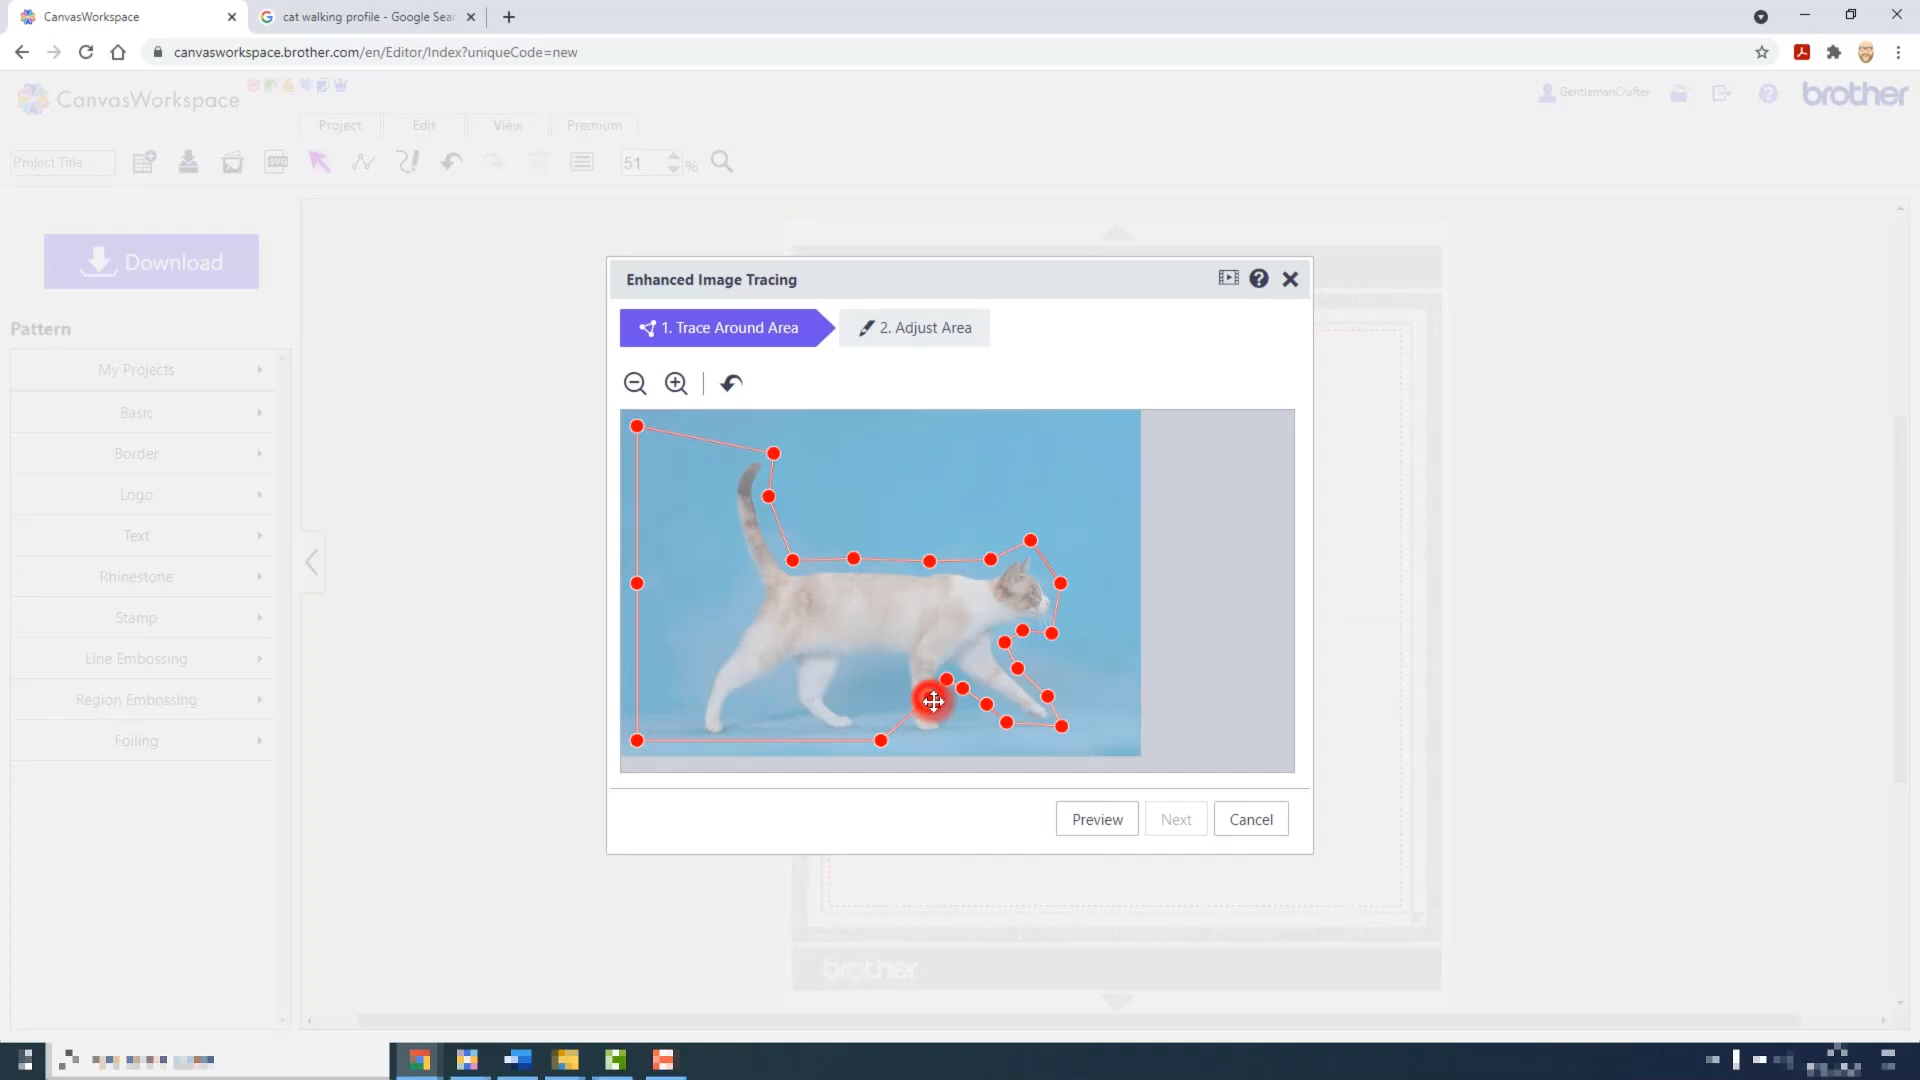 CanvasWorkspace
cat walking profile - Google Sear
canvasworkspace.brother.com/en/Editor/Index?uniqueCode=new
CanvasWorkspace
GentlemanCrafter
brother
Project
Edit
View
Premium
Project Title
SVG
51
%
Download
Pattern
My Projects
Basic
Border
Logo
Text
Rhinestone
Stamp
Line Embossing
Region Embossing
Foiling
Enhanced Image Tracing
1. Trace Around Area
2. Adjust Area
Preview
Next
Cancel
brother